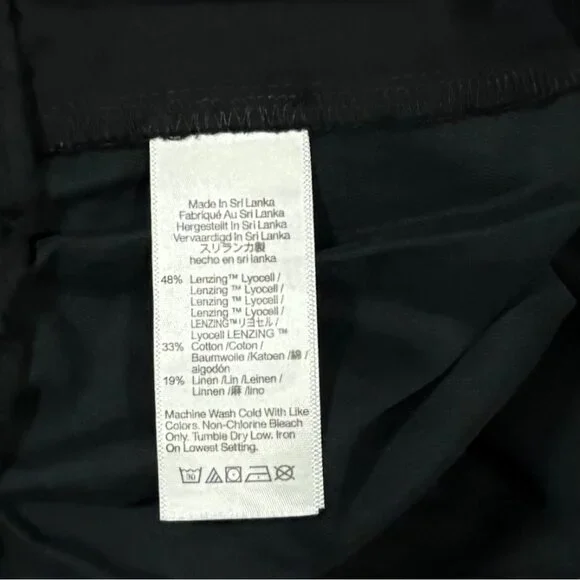 Made In Sri Lanka
Fabriqué Au Sri Lanka
Hergestellt In Sri Lanka
Vervaardigd In Sri Lanka
スリランカ製
hecho en sri lanka
48% Lenzing™ Lyocell /
Lenzing ™ Lyocell /
Lenzing ™ Lyocell /
Lenzing ™ Lyocell /
LENZING™リヨセル /
Lyocell LENZING ™
33% Cotton /Coton /
Baumwolle /Katoen /綿 /
algodón
19% Linen /Lin /Leinen /
Linnen /麻 /lino
Machine Wash Cold With Like
Colors. Non-Chlorine Bleach
Only. Tumble Dry Low. Iron
On Lowest Setting.